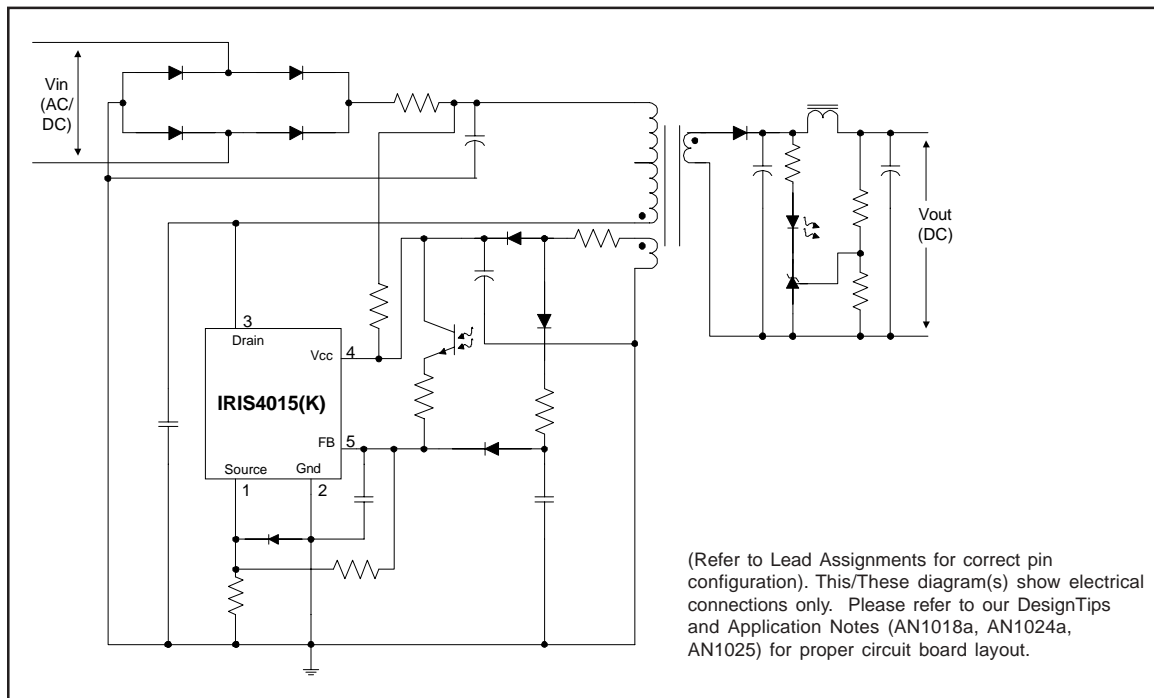 Vin
(AC/
DC)
Vout
(DC)
3
Drain
Vcc
4
IRIS4015(K)
FB
5
Source
Gnd
1
2
(Refer to Lead Assignments for correct pin
configuration). This/These diagram(s) show electrical
connections only. Please refer to our DesignTips
and Application Notes (AN1018a, AN1024a,
AN1025) for proper circuit board layout.